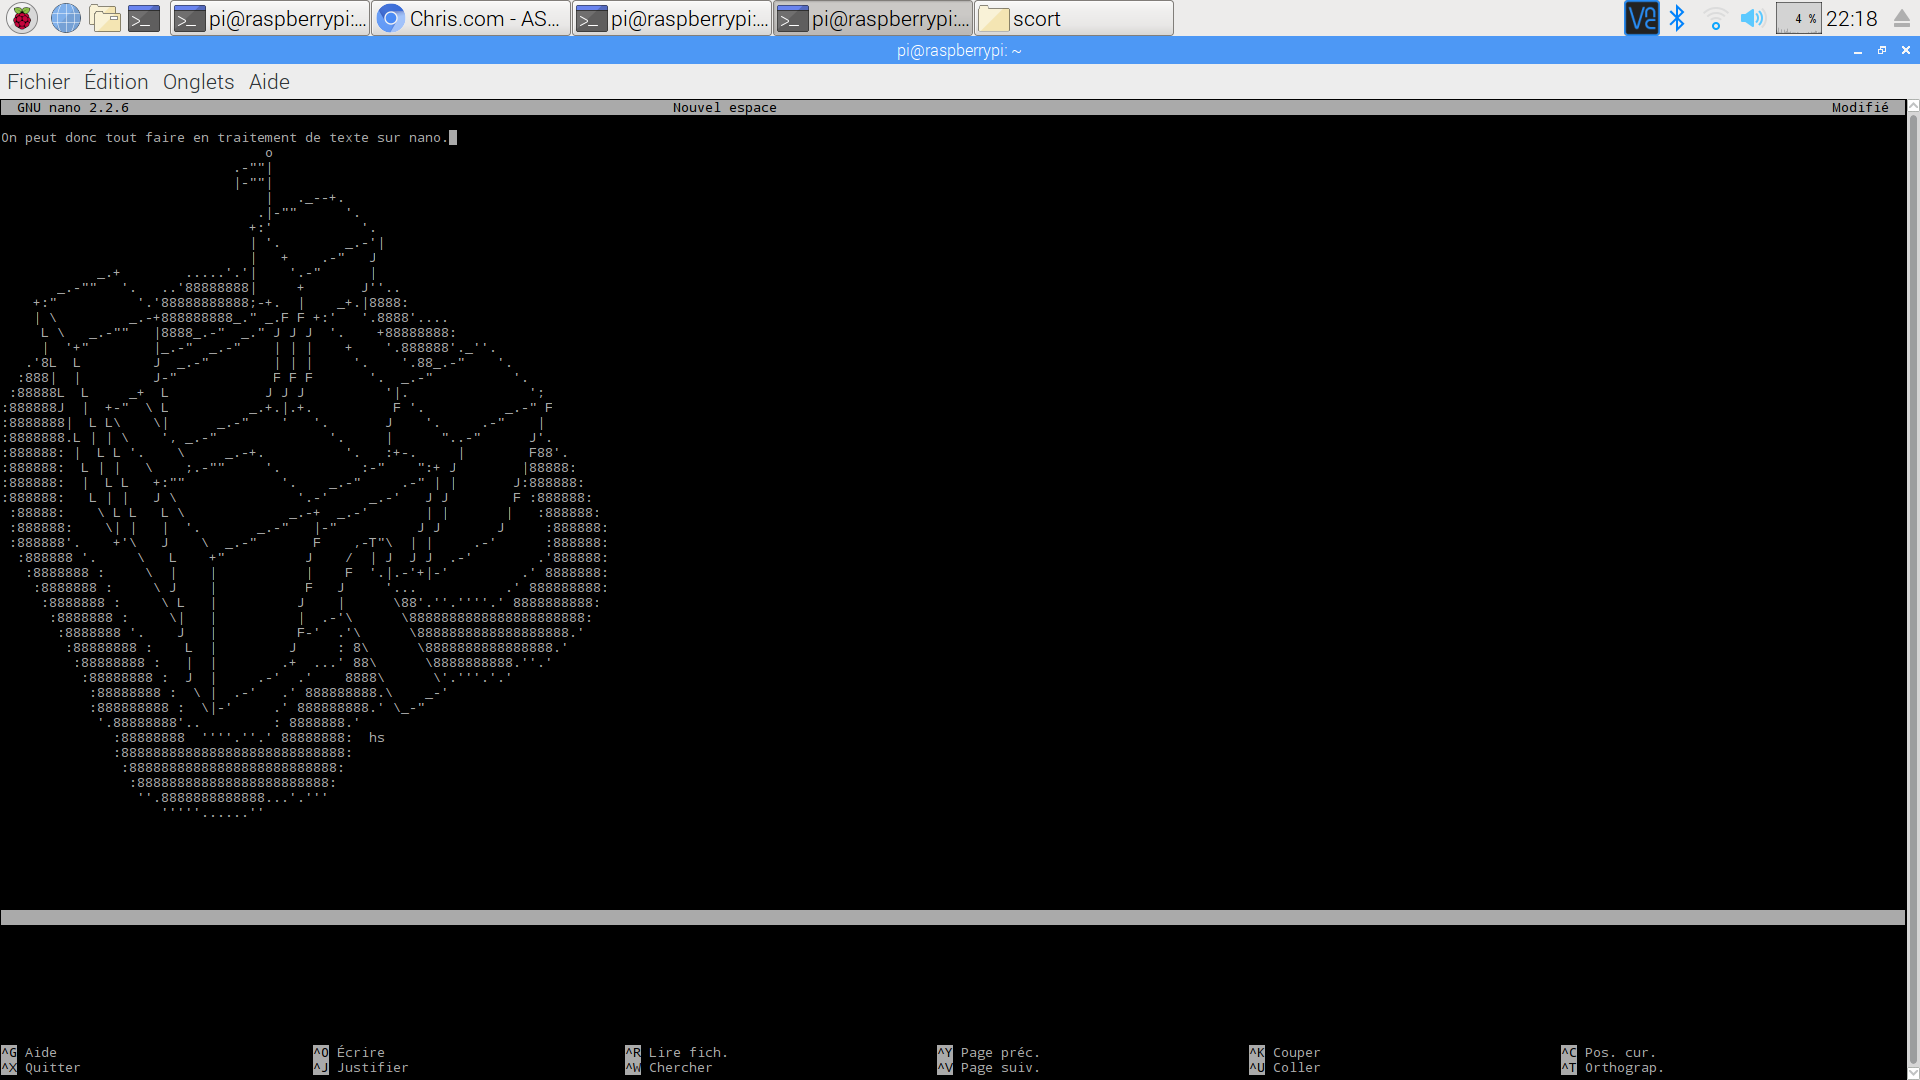 pi@raspberrypi:...
Chris.com - AS...
pi@raspberrypi:...
pi@raspberrypi:...
scort
4 %
22:18
pi@raspberrypi: ~
Fichier Édition Onglets Aide
GNU nano 2.2.6 Nouvel espace Modifié
On peut donc tout faire en traitement de texte sur nano.
hs
^G Aide ^O Écrire ^R Lire fich. ^Y Page préc. ^K Couper ^C Pos. cur.
^X Quitter ^J Justifier ^W Chercher ^V Page suiv. ^U Coller ^T Orthograp.